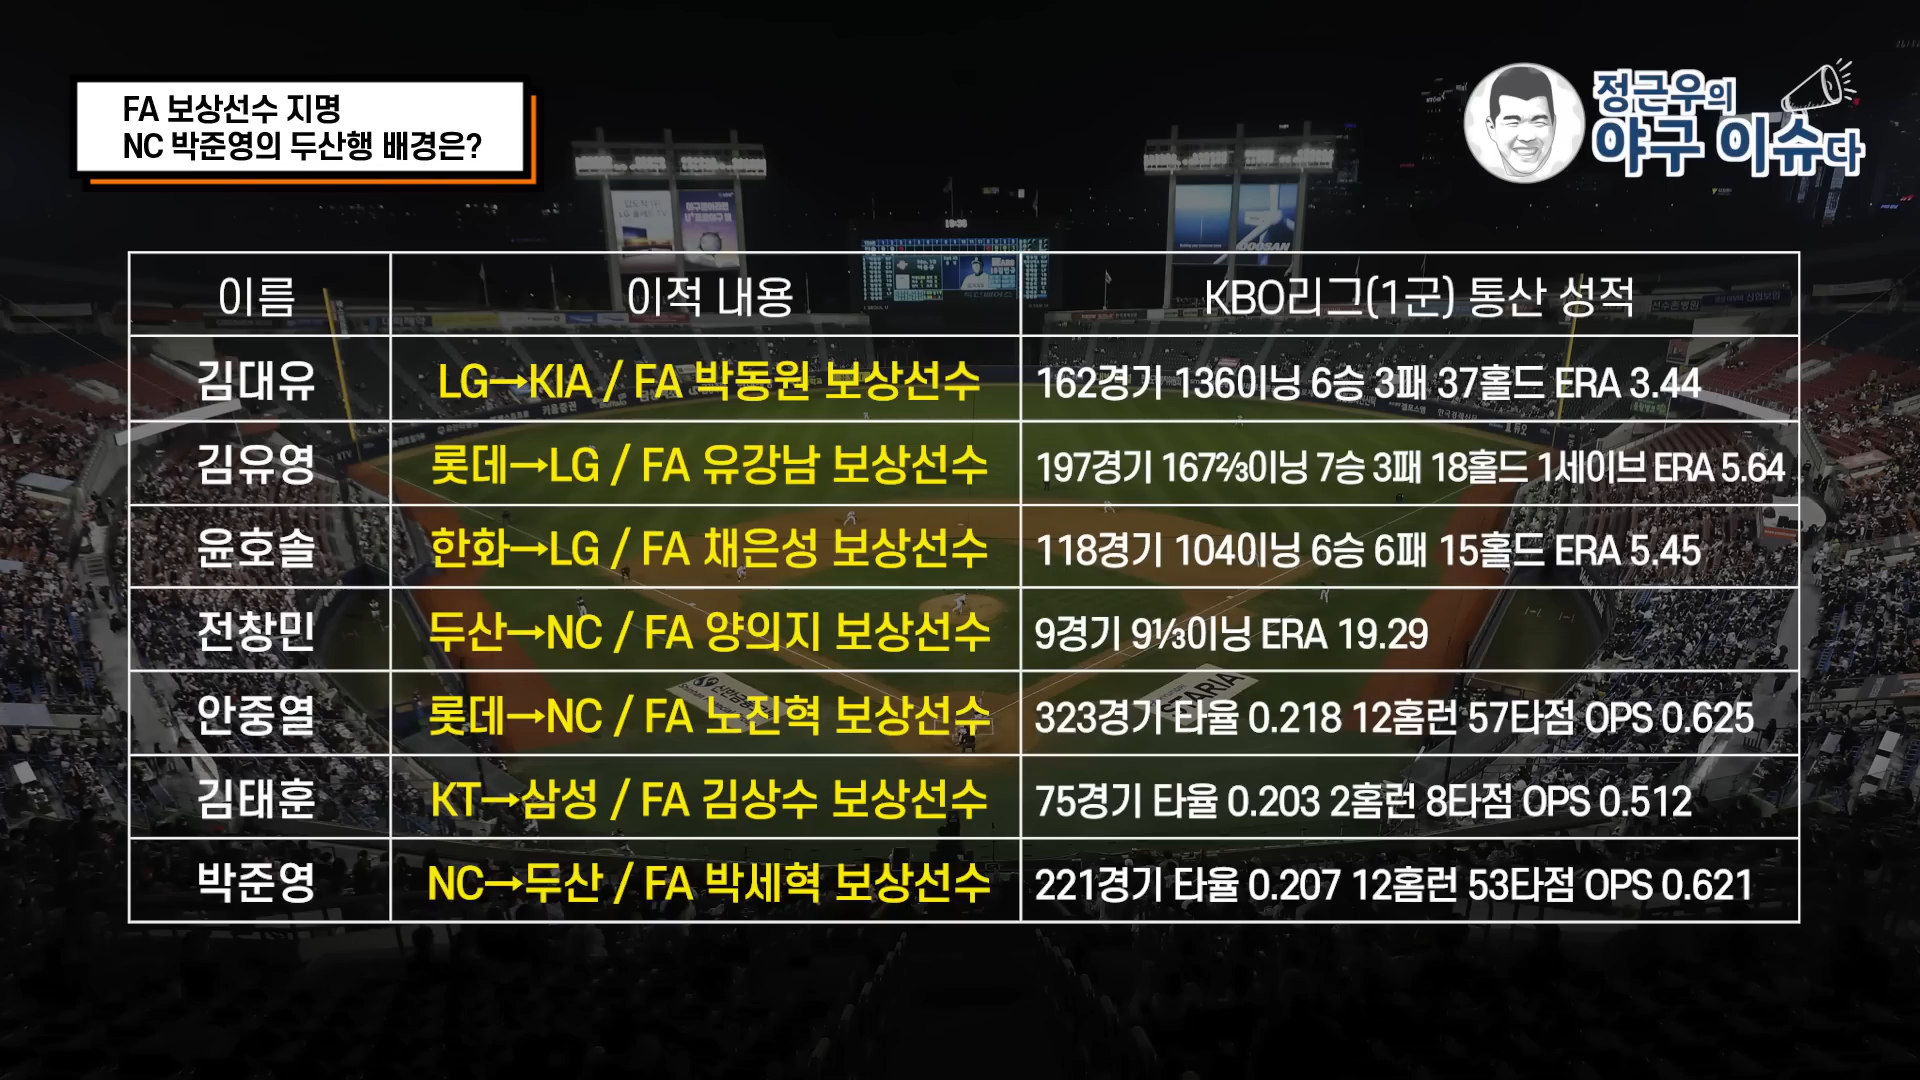 FA 보상선수 지명
NC 박준영의 두산행 배경은?
정근우의
야구 이슈다
이름 이적 내용 KBO리그(1군) 통산 성적
김대유 LG→KIA / FA 박동원 보상선수 162경기 136이닝 6승 3패 37홀드 ERA 3.44
김유영 롯데→LG / FA 유강남 보상선수 197경기 167⅔이닝 7승 3패 18홀드 1세이브 ERA 5.64
윤호솔 한화→LG / FA 채은성 보상선수 118경기 104이닝 6승 6패 15홀드 ERA 5.45
전창민 두산→NC / FA 양의지 보상선수 9경기 9⅓이닝 ERA 19.29
안중열 롯데→NC / FA 노진혁 보상선수 323경기 타율 0.218 12홈런 57타점 OPS 0.625
김태훈 KT→삼성 / FA 김상수 보상선수 75경기 타율 0.203 2홈런 8타점 OPS 0.512
박준영 NC→두산 / FA 박세혁 보상선수 221경기 타율 0.207 12홈런 53타점 OPS 0.621
DOOSAN